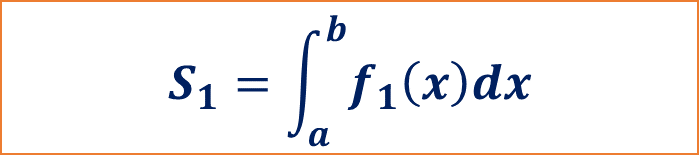 S₁ = ∫ₐᵇ f₁(x)dx